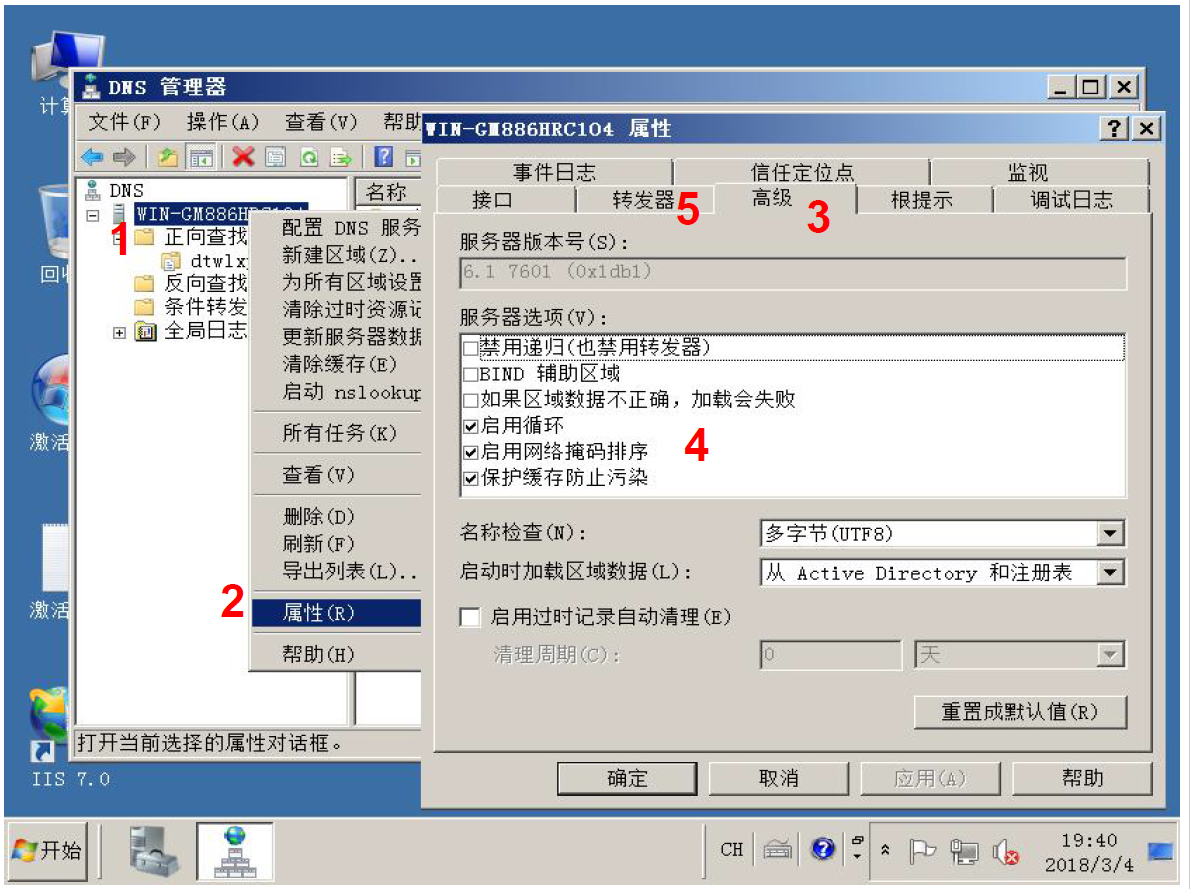 计算
DNS 管理器
文件(F) 操作(A) 查看(V) 帮助
WIN-GM886HRC1O4 属性
事件日志 信任定位点 监视
接口 转发器 高级 根提示 调试日志
5
3
DNS
名称
WIN-GM886HRC1O4
1
正向查找
dtwlx
反向查找
条件转发
全局日志
回收
激活
激活
IIS 7.0
配置 DNS 服务
新建区域(Z)..
为所有区域设置
清除过时资源记
更新服务器数据
清除缓存(E)
启动 nslookup
所有任务(K)
查看(V)
删除(D)
刷新(F)
导出列表(L)..
2
属性(R)
帮助(H)
服务器版本号(S):
6.1 7601 (0x1db1)
服务器选项(V):
禁用递归(也禁用转发器)
BIND 辅助区域
如果区域数据不正确，加载会失败
启用循环
启用网络掩码排序
4
保护缓存防止污染
名称检查(N): 多字节(UTF8)
启动时加载区域数据(L): 从 Active Directory 和注册表
启用过时记录自动清理(E)
清理周期(C): 0 天
重置成默认值(R)
打开当前选择的属性对话框。
确定 取消 应用(A) 帮助
开始
CH
19:40
2018/3/4